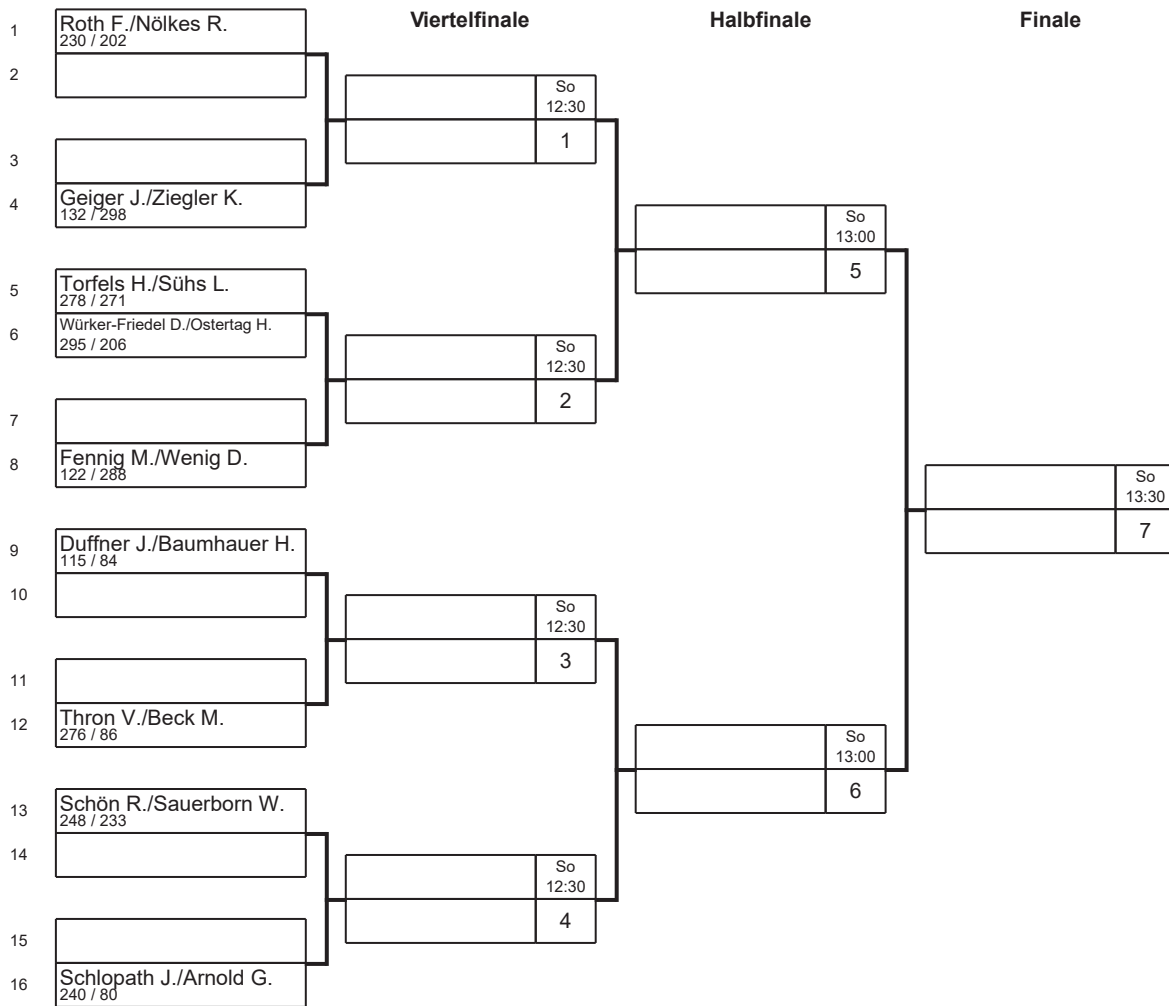 Viertelfinale
Halbfinale
Finale
1
Roth F./Nölkes R.
230 / 202
2
3
4
Geiger J./Ziegler K.
132 / 298
5
Torfels H./Sühs L.
278 / 271
6
Würker-Friedel D./Ostertag H.
295 / 206
7
8
Fennig M./Wenig D.
122 / 288
9
Duffner J./Baumhauer H.
115 / 84
10
11
12
Thron V./Beck M.
276 / 86
13
Schön R./Sauerborn W.
248 / 233
14
15
16
Schlopath J./Arnold G.
240 / 80
So
12:30
1
So
12:30
2
So
12:30
3
So
12:30
4
So
13:00
5
So
13:00
6
So
13:30
7